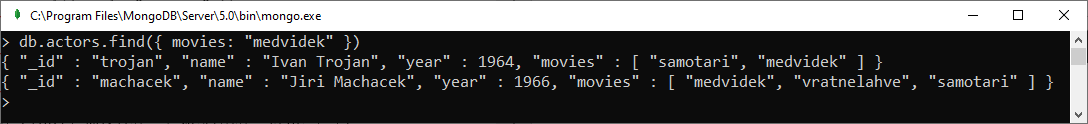 C:\Program Files\MongoDB\Server\5.0\bin\mongo.exe
> db.actors.find({ movies: "medvidek" })
{ "_id" : "trojan", "name" : "Ivan Trojan", "year" : 1964, "movies" : [ "samotari", "medvidek" ] }
{ "_id" : "machacek", "name" : "Jiri Machacek", "year" : 1966, "movies" : [ "medvidek", "vratnelahve", "samotari" ] }
>